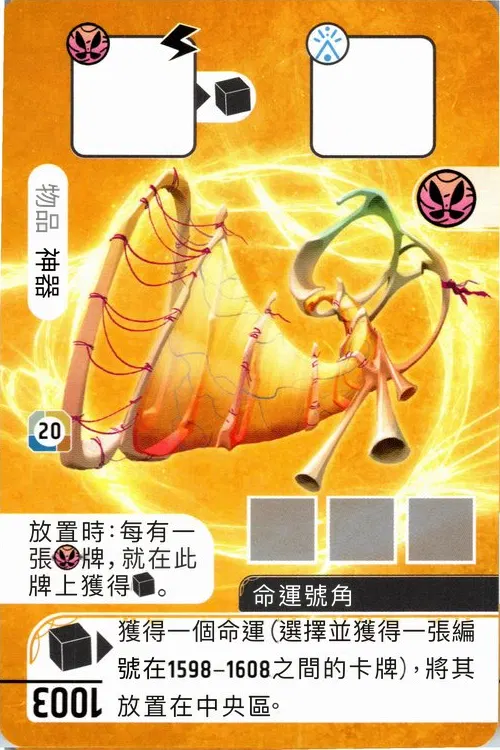 物品 神器
20
放置時：每有一
張牌，就在此
牌上獲得。
命運號角
獲得一個命運（選擇並獲得一張編
號在1598–1608之間的卡牌），將其
放置在中央區。
1003